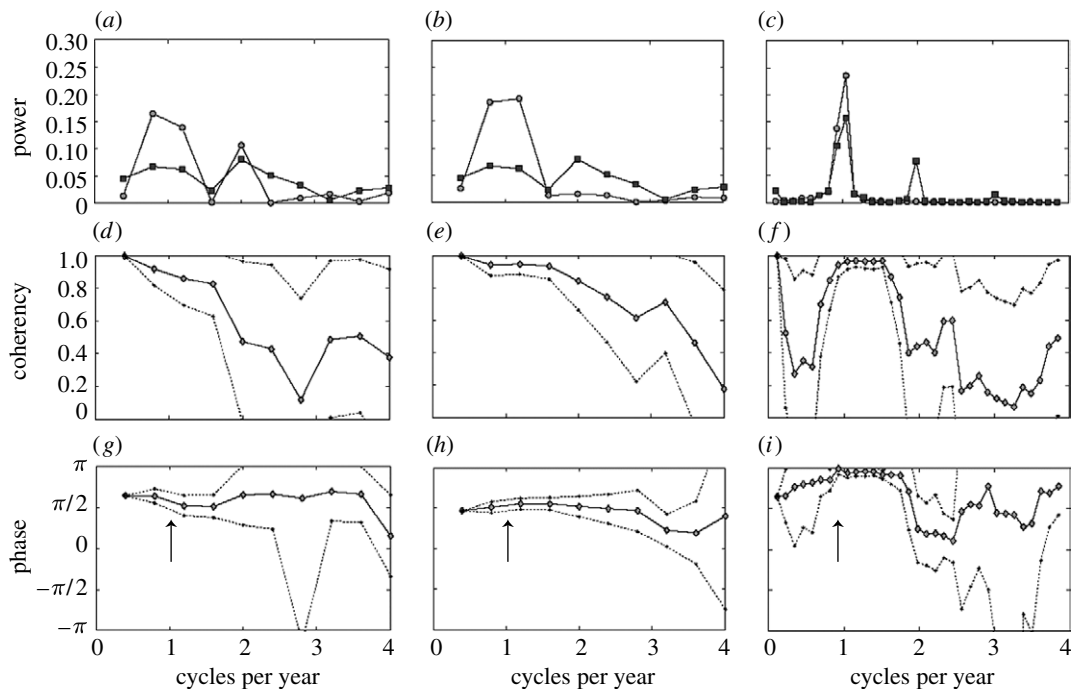 (a) (b) (c)
0.30
0.25
0.20
0.15
0.10
0.05
0
power
(d) (e) (f)
1.0
0.8
0.6
0.4
0.2
0
coherency
(g) (h) (i)
π
π/2
0
−π/2
−π
phase
0 1 2 3 4 0 1 2 3 4 0 1 2 3 4
cycles per year cycles per year cycles per year